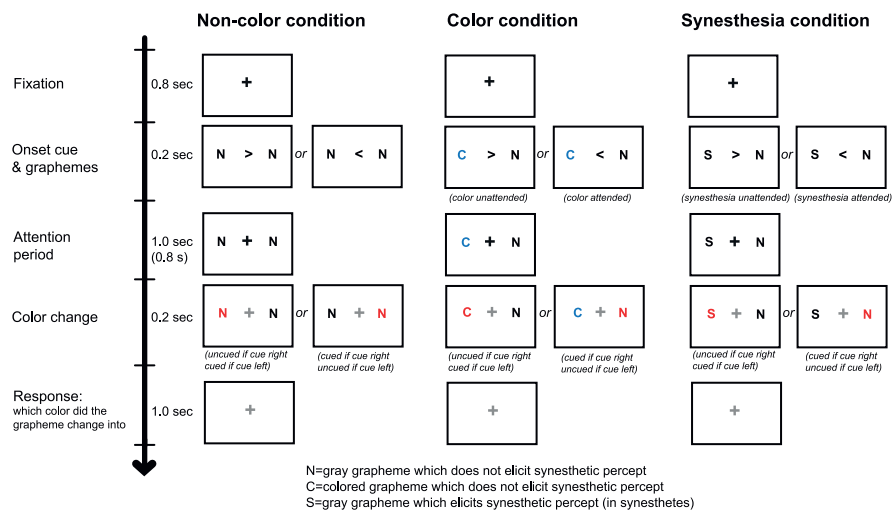 Non-color condition Color condition Synesthesia condition
Fixation 0.8 sec + + +
Onset cue
& graphemes 0.2 sec N > N or N < N C > N or C < N S > N or S < N
(color unattended) (color attended) (synesthesia unattended) (synesthesia attended)
Attention
period 1.0 sec
(0.8 s) N + N C + N S + N
Color change 0.2 sec N + N or N + N C + N or C + N S + N or S + N
(uncued if cue right (cued if cue right (uncued if cue right (cued if cue right (uncued if cue right (cued if cue right
cued if cue left) uncued if cue left) cued if cue left) uncued if cue left) cued if cue left) uncued if cue left)
Response:
which color did the
grapheme change into 1.0 sec + + +
N=gray grapheme which does not elicit synesthetic percept
C=colored grapheme which does not elicit synesthetic percept
S=gray grapheme which elicits synesthetic percept (in synesthetes)